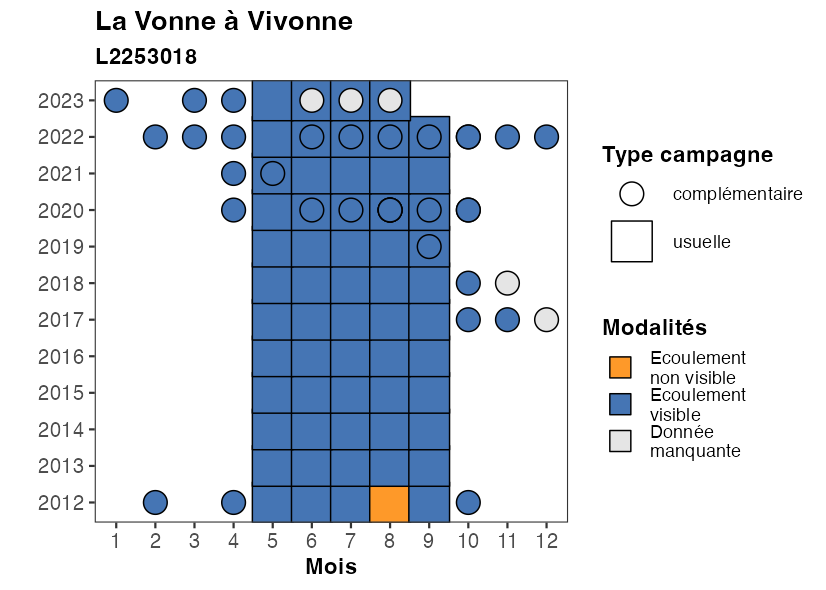 La Vonne à Vivonne
L2253018
2023
2022
2021
2020
2019
2018
2017
2016
2015
2014
2013
2012
1 2 3 4 5 6 7 8 9 10 11 12
Mois
Type campagne
complémentaire
usuelle
Modalités
Ecoulement
non visible
Ecoulement
visible
Donnée
manquante